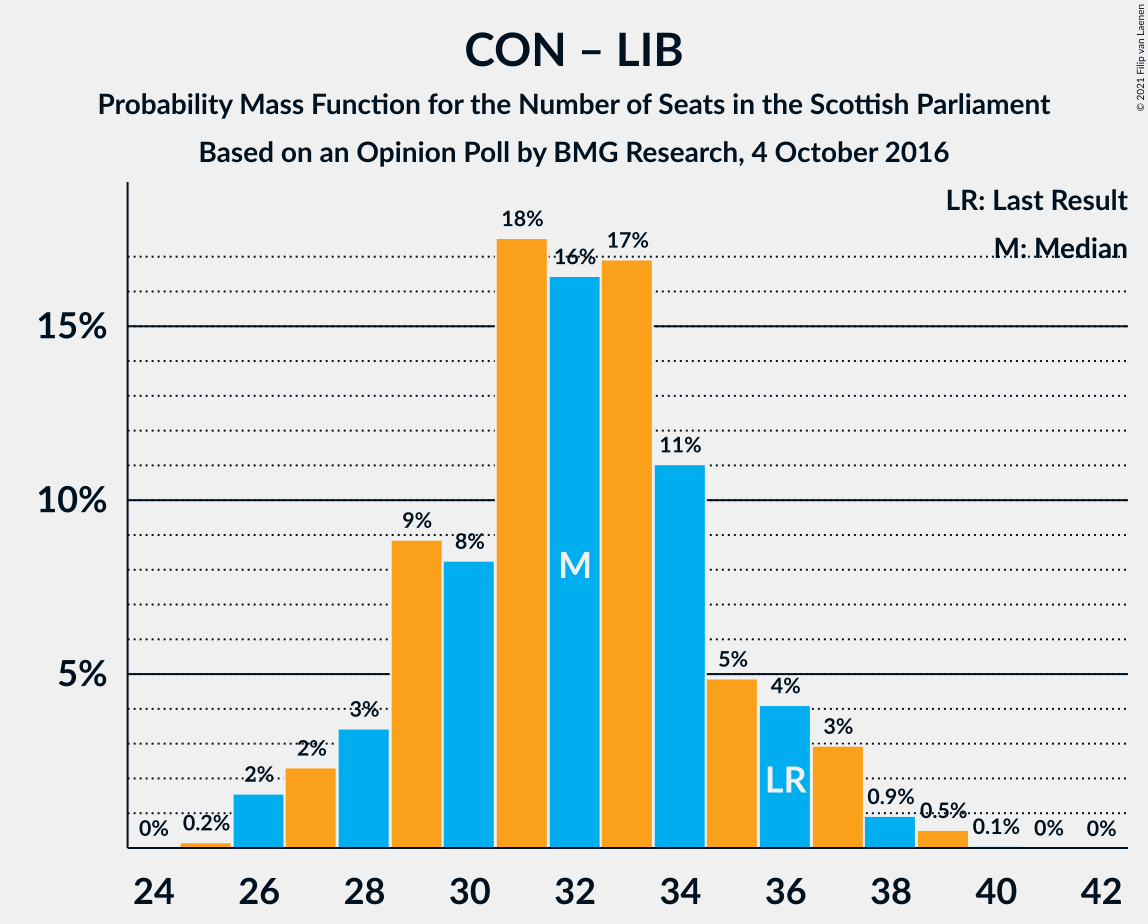 CON – LIB
Probability Mass Function for the Number of Seats in the Scottish Parliament
Based on an Opinion Poll by BMG Research, 4 October 2016
© 2021 Filip van Laenen
LR: Last Result
M: Median
15%
10%
5%
0%
0.2%
2%
2%
3%
9%
8%
18%
16%
17%
11%
5%
4%
3%
0.9%
0.5%
0.1%
0%
0%
M
LR
24 26 28 30 32 34 36 38 40 42